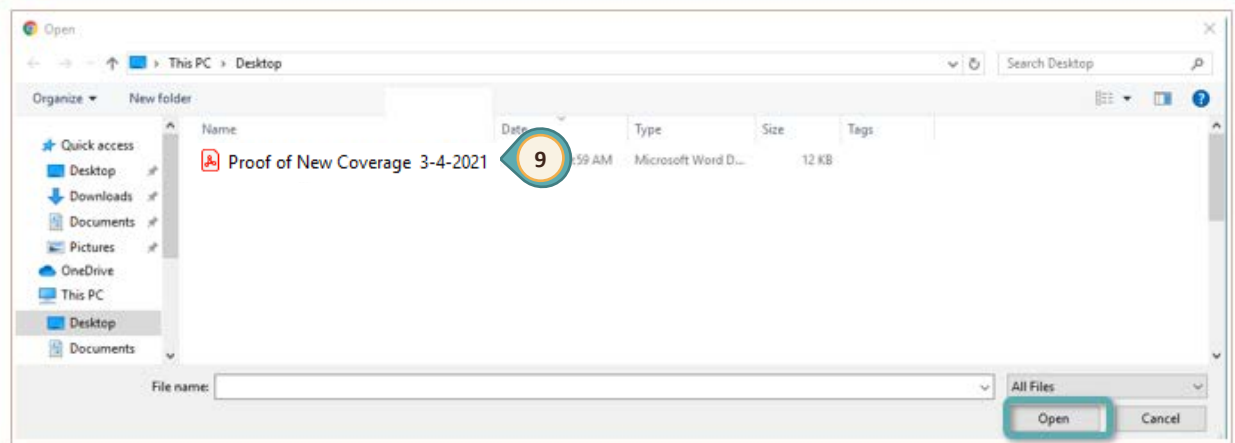 Open
This PC > Desktop
Search Desktop
Organize
New folder
Name
Date
Type
Size
Tags
Quick access
Proof of New Coverage 3-4-2021
9
:59 AM
Microsoft Word D...
12 KB
Desktop
Downloads
Documents
Pictures
OneDrive
This PC
Desktop
Documents
File name:
All Files
Open
Cancel